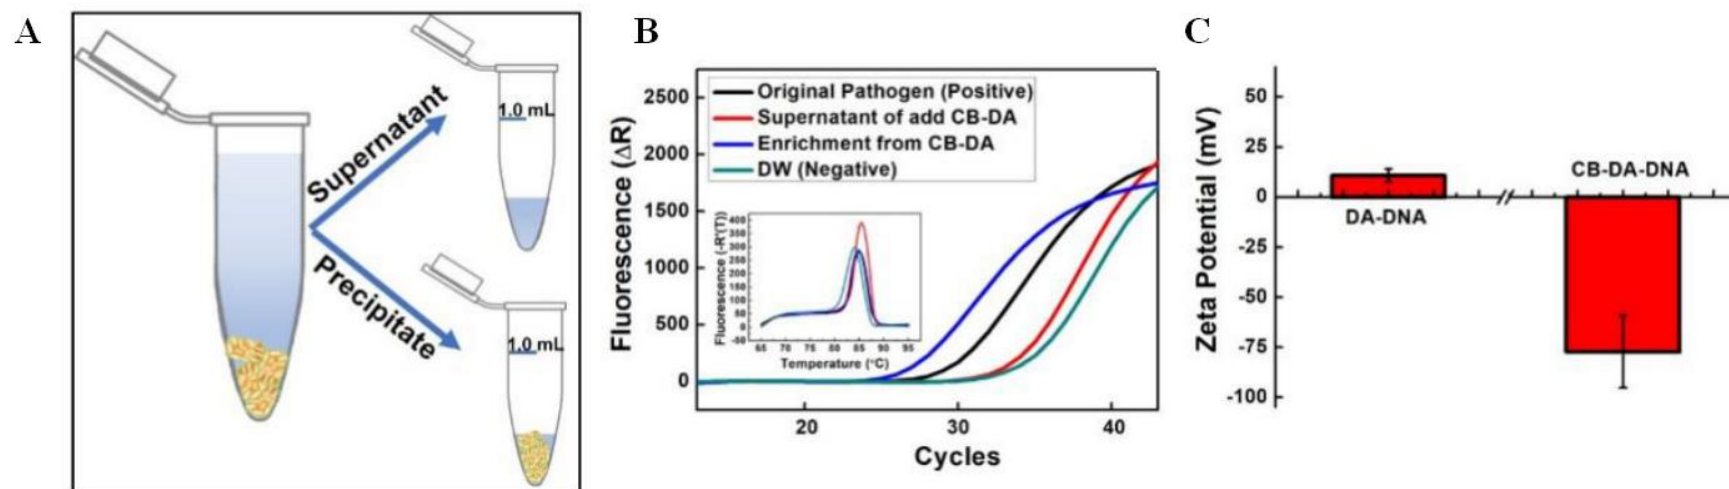 A
Supernatant
1.0 mL
Precipitate
1.0 mL
B
Fluorescence (ΔR)
2500
2000
1500
1000
500
0
Original Pathogen (Positive)
Supernatant of add CB-DA
Enrichment from CB-DA
DW (Negative)
Fluorescence (-R'(T))
400
350
300
250
200
150
100
50
0
-50
65 70 75 80 85 90 95
Temperature (°C)
20 30 40
Cycles
C
Zeta Potential (mV)
50
25
0
-25
-50
-75
-100
CB-DA-DNA
DA-DNA